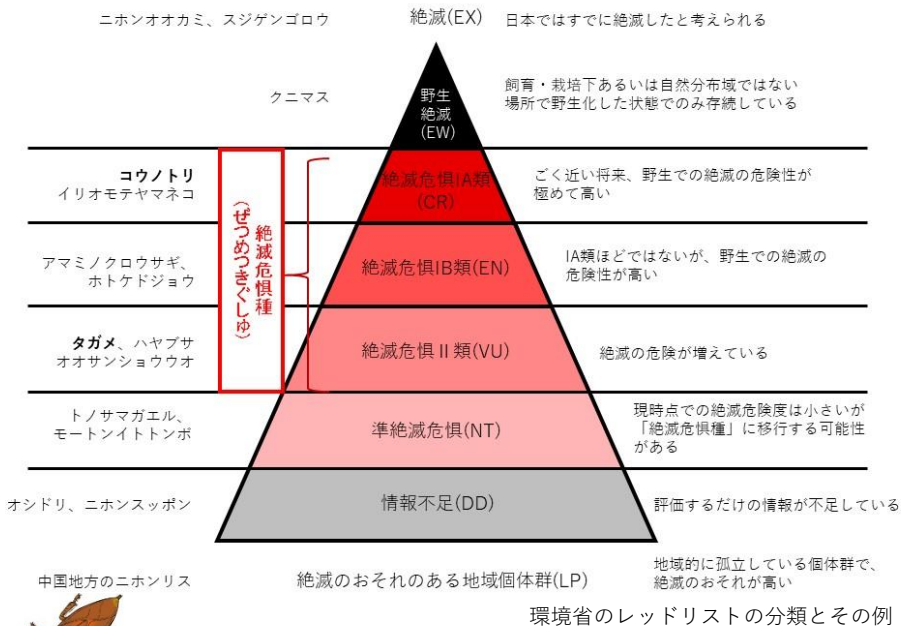 ニホンオオカミ、スジゲンゴロウ
絶滅(EX)
日本ではすでに絶滅したと考えられる
クニマス
野生
絶滅
(EW)
飼育・栽培下あるいは自然分布域ではない
場所で野生化した状態でのみ存続している
コウノトリ
イリオモテヤマネコ
絶滅危惧種
(ぜつめつきぐしゅ)
絶滅危惧IA類
(CR)
ごく近い将来、野生での絶滅の危険性が
極めて高い
アマミノクロウサギ、
ホトケドジョウ
絶滅危惧IB類(EN)
IA類ほどではないが、野生での絶滅の
危険性が高い
タガメ、ハヤブサ
オオサンショウウオ
絶滅危惧Ⅱ類(VU)
絶滅の危険が増えている
トノサマガエル、
モートンイトトンボ
準絶滅危惧(NT)
現時点での絶滅危険度は小さいが
「絶滅危惧種」に移行する可能性
がある
オシドリ、ニホンスッポン
情報不足(DD)
評価するだけの情報が不足している
中国地方のニホンリス
絶滅のおそれのある地域個体群(LP)
地域的に孤立している個体群で、
絶滅のおそれが高い
環境省のレッドリストの分類とその例